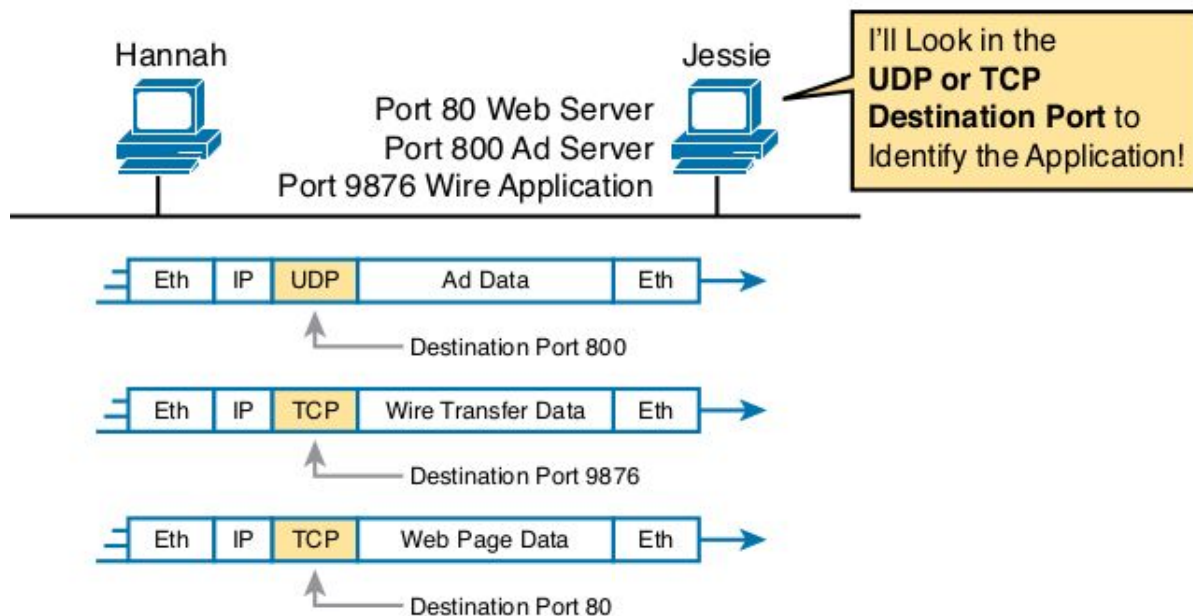 Hannah
Jessie
I'll Look in the
UDP or TCP
Destination Port to
Identify the Application!
Port 80 Web Server
Port 800 Ad Server
Port 9876 Wire Application
Eth IP UDP Ad Data Eth
Destination Port 800
Eth IP TCP Wire Transfer Data Eth
Destination Port 9876
Eth IP TCP Web Page Data Eth
Destination Port 80